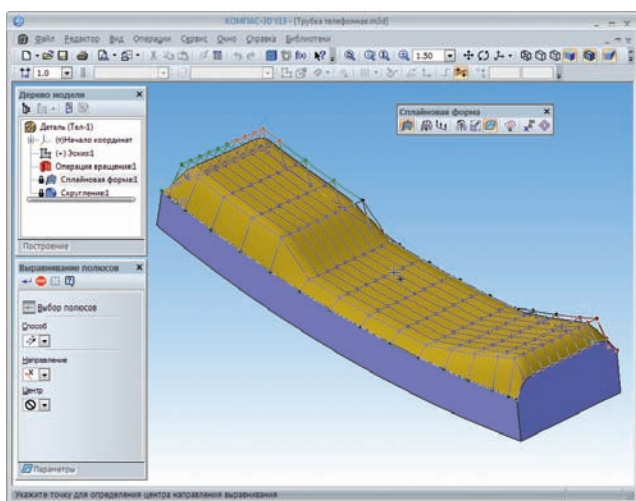 КОМПАС-3D V13 - [Трубка телефонная.m3d]
Файл Редактор Вид Операции Сервис Окно Справка Библиотеки
1.50
1.0
Дерево модели
Деталь (Тел-1)
(т)Начало координат
(+) Эскиз:1
Операция вращения:1
Сплайновая форма:1
Скругление:1
Построение
Сплайновая форма
Выравнивание полюсов
Выбор полюсов
Способ
Направление
Центр
Параметры
Укажите точку для определения центра направления выравнивания